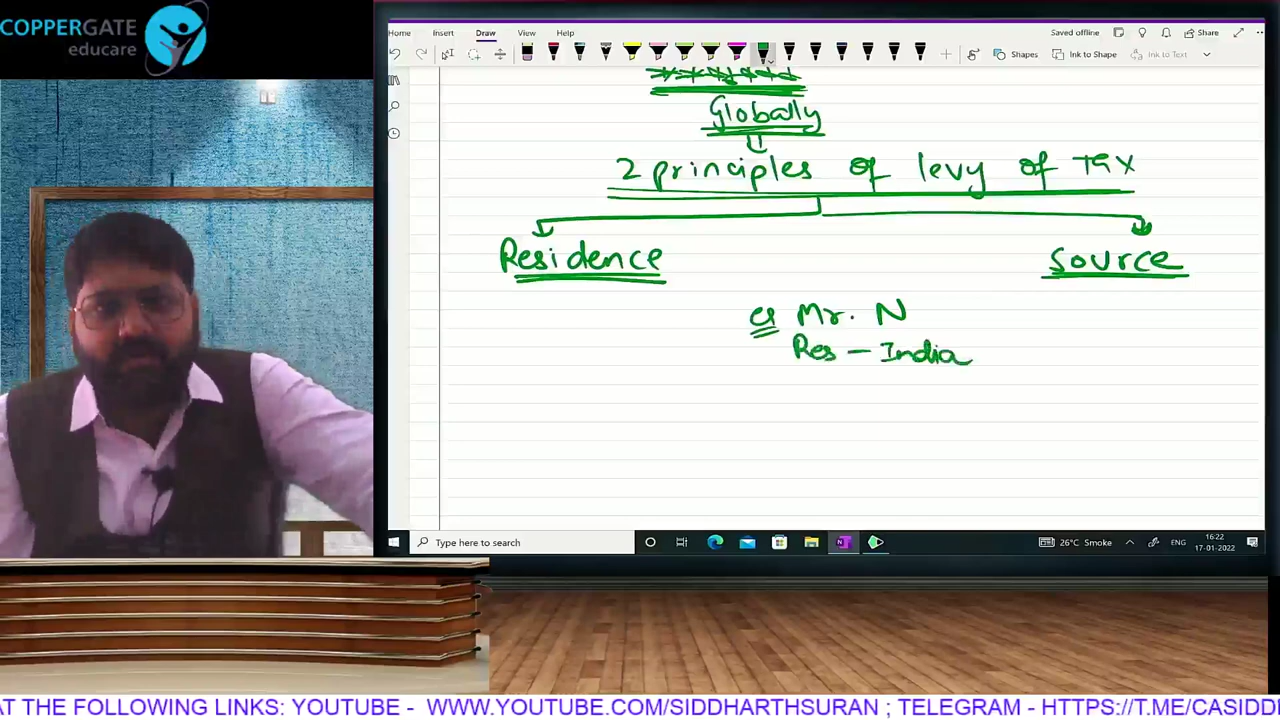 COPPERGATE
educare
Home Insert Draw View Help
Saved offline
Share
Shapes
Ink to Shape
Ink to Text
Globally
2 principles of levy of Tax
Residence
Source
eg Mr. N
Res - India
Type here to search
26°C Smoke
ENG
16:22
17-01-2022
AT THE FOLLOWING LINKS: YOUTUBE - WWW.YOUTUBE.COM/SIDDHARTHSURAN ; TELEGRAM - HTTPS://T.ME/CASIDD